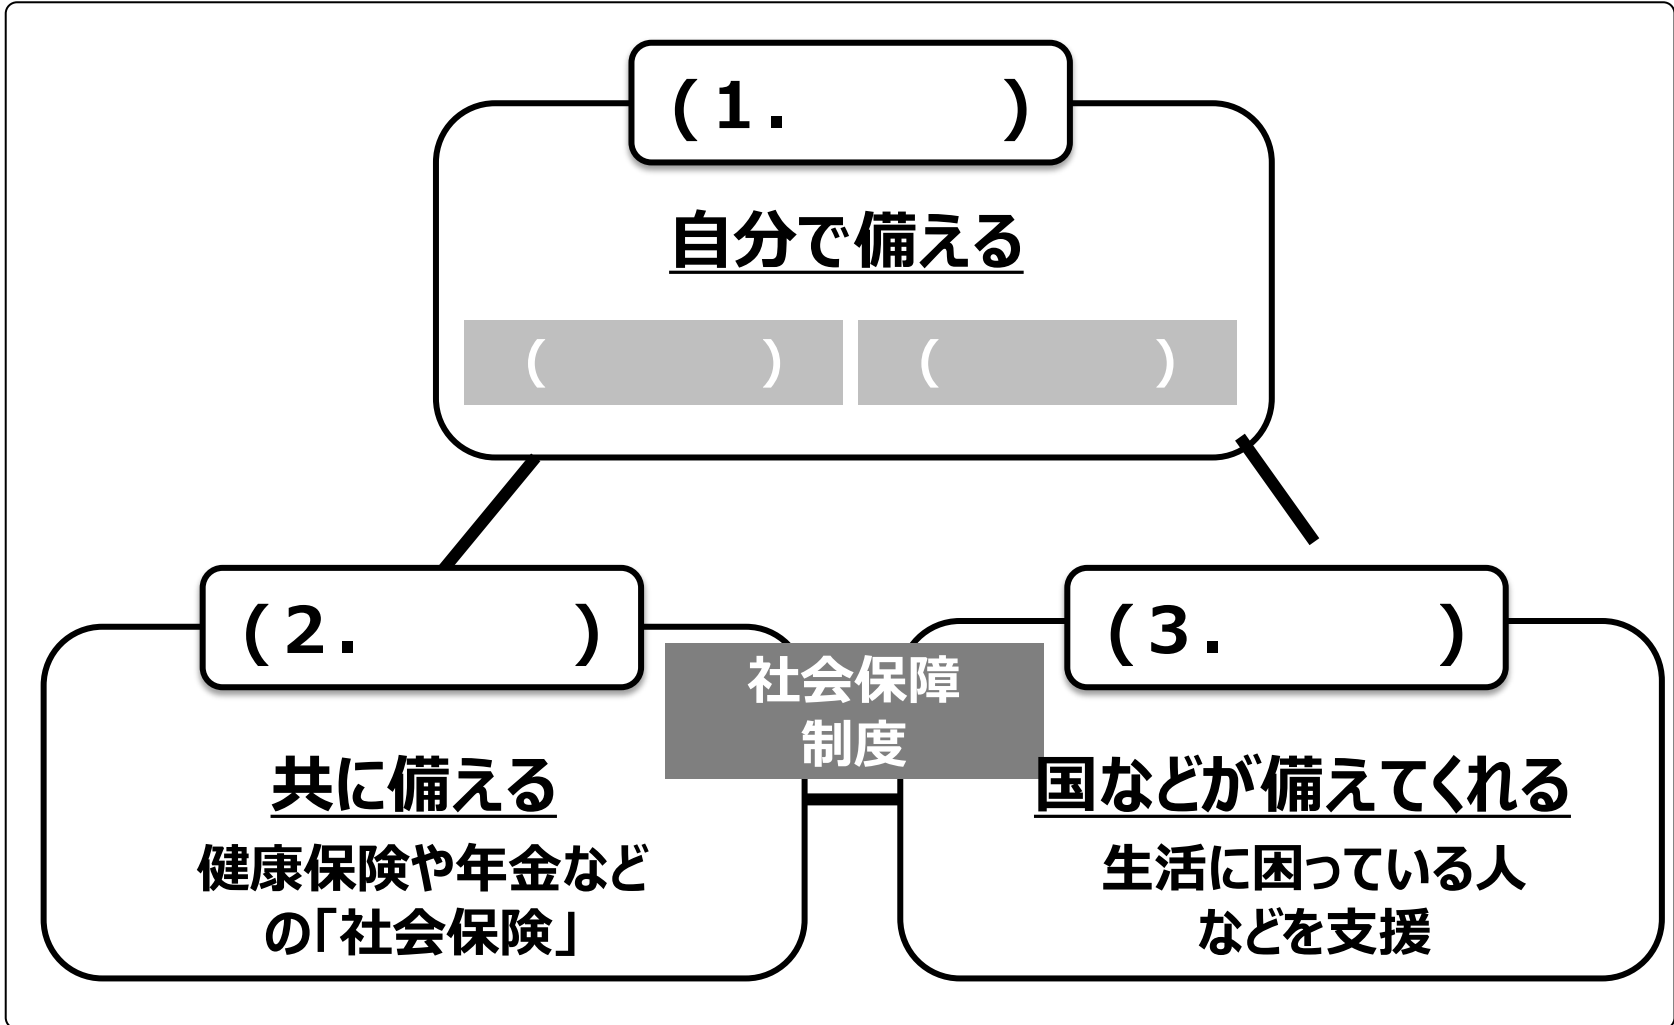 (1.　　　)
自分で備える
(　　　　) (　　　　)
(2.　　　)
(3.　　　)
社会保障
制度
共に備える
健康保険や年金など
の「社会保険」
国などが備えてくれる
生活に困っている人
などを支援